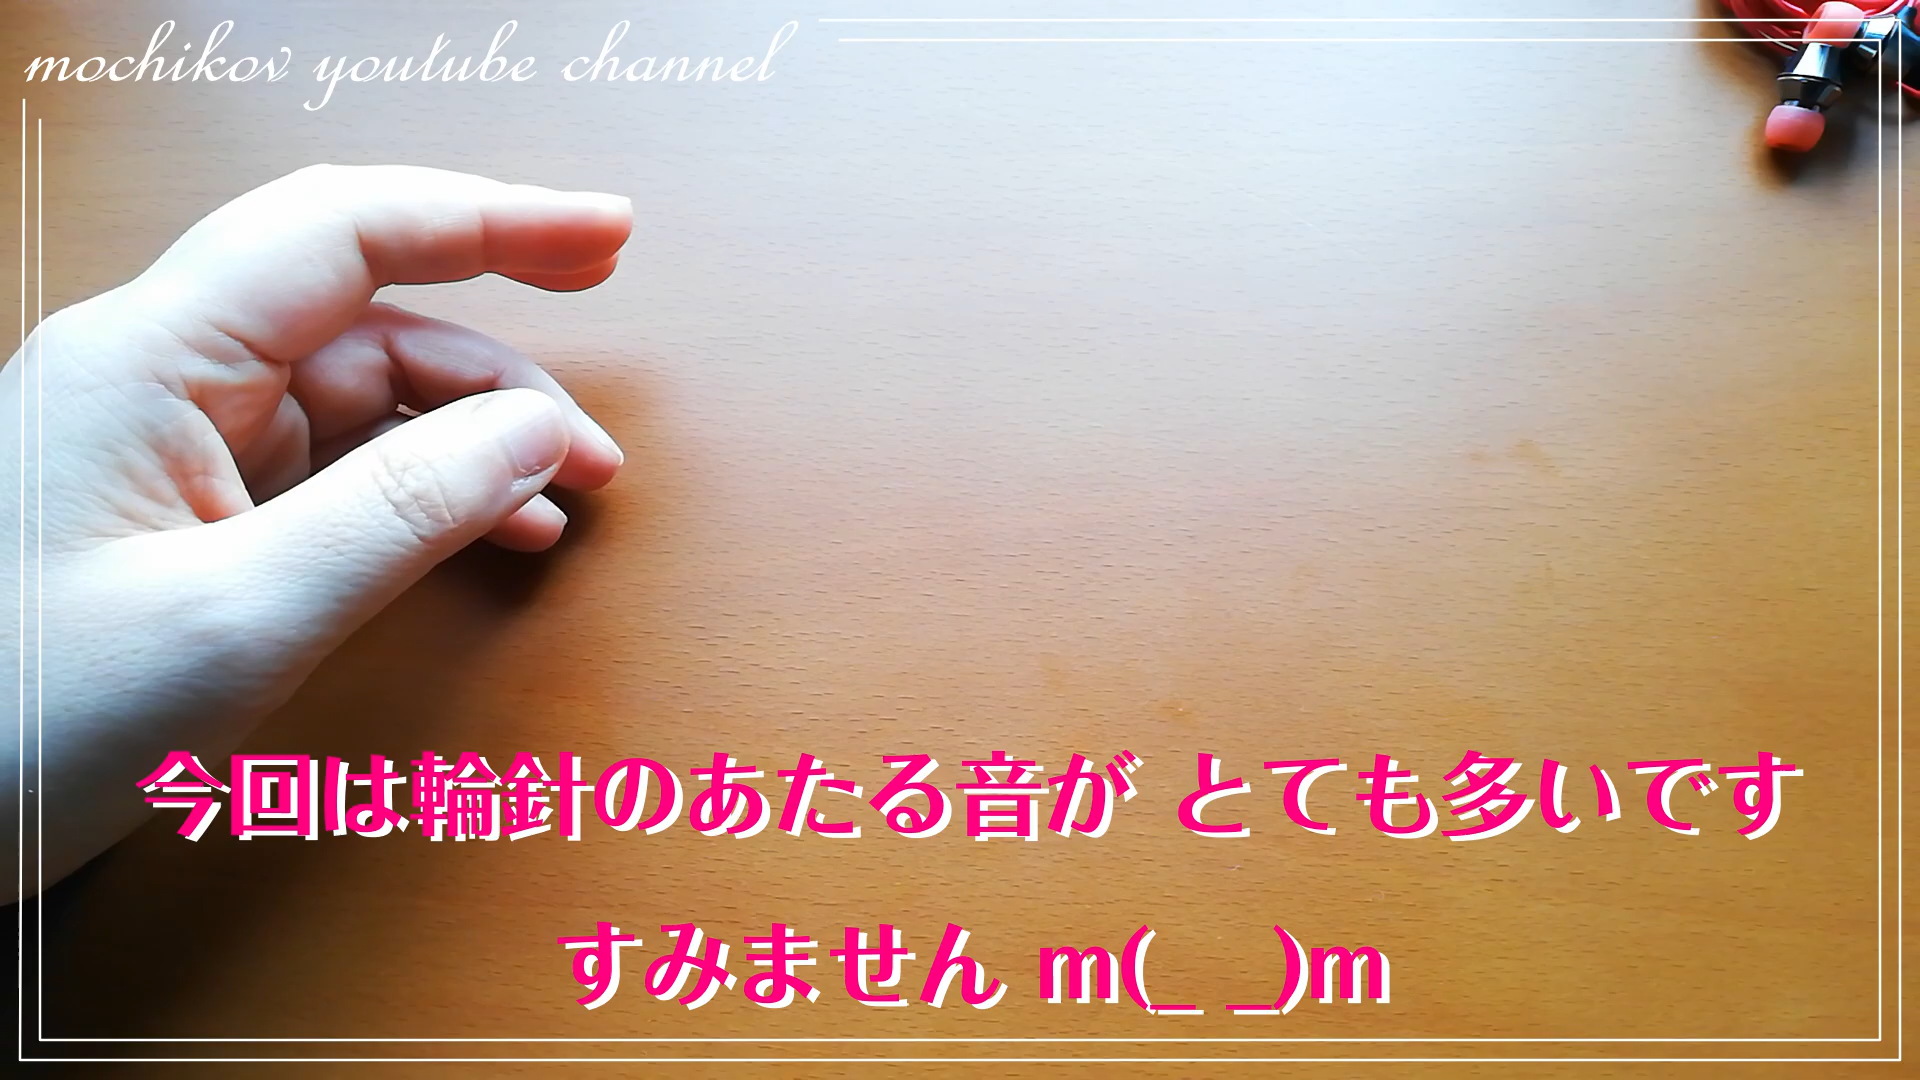 mochikov youtube channel
今回は輪針のあたる音が とても多いです
すみません m(_ _)m